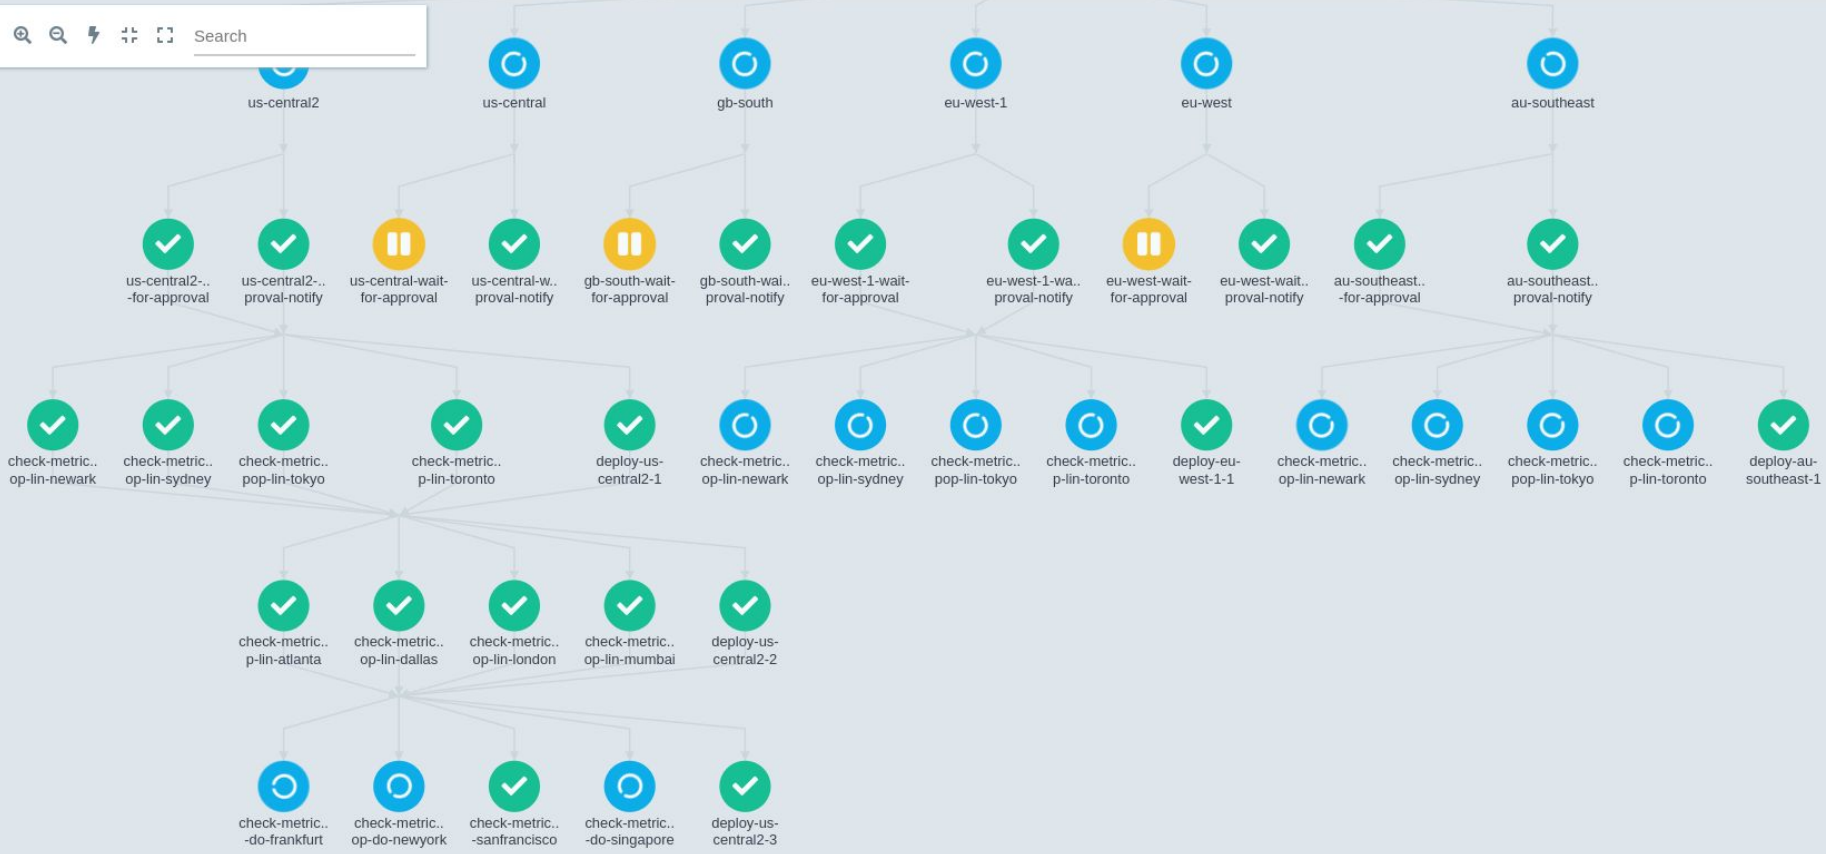 Search
us-central2
us-central
gb-south
eu-west-1
eu-west
au-southeast
us-central2-..
-for-approval
us-central2-..
proval-notify
us-central-wait-
for-approval
us-central-w..
proval-notify
gb-south-wait-
for-approval
gb-south-wai..
proval-notify
eu-west-1-wait-
for-approval
eu-west-1-wa..
proval-notify
eu-west-wait-
for-approval
eu-west-wait..
proval-notify
au-southeast..
-for-approval
au-southeast..
proval-notify
check-metric..
op-lin-newark
check-metric..
op-lin-sydney
check-metric..
pop-lin-tokyo
check-metric..
p-lin-toronto
deploy-us-
central2-1
check-metric..
op-lin-newark
check-metric..
op-lin-sydney
check-metric..
pop-lin-tokyo
check-metric..
p-lin-toronto
deploy-eu-
west-1-1
check-metric..
op-lin-newark
check-metric..
op-lin-sydney
check-metric..
pop-lin-tokyo
check-metric..
p-lin-toronto
deploy-au-
southeast-1
check-metric..
p-lin-atlanta
check-metric..
op-lin-dallas
check-metric..
op-lin-london
check-metric..
op-lin-mumbai
deploy-us-
central2-2
check-metric..
-do-frankfurt
check-metric..
op-do-newyork
check-metric..
-sanfrancisco
check-metric..
-do-singapore
deploy-us-
central2-3